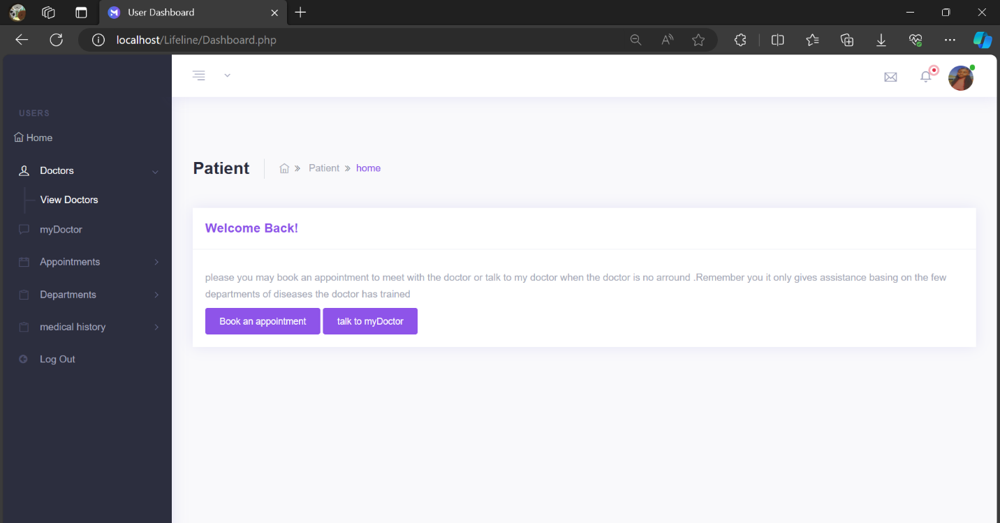 User Dashboard
localhost/Lifeline/Dashboard.php
USERS
Home
Doctors
View Doctors
myDoctor
Appointments
Departments
medical history
Log Out
Patient
Patient » home
Welcome Back!
please you may book an appointment to meet with the doctor or talk to my doctor when the doctor is no arround .Remember you it only gives assistance basing on the few
departments of diseases the doctor has trained
Book an appointment talk to myDoctor